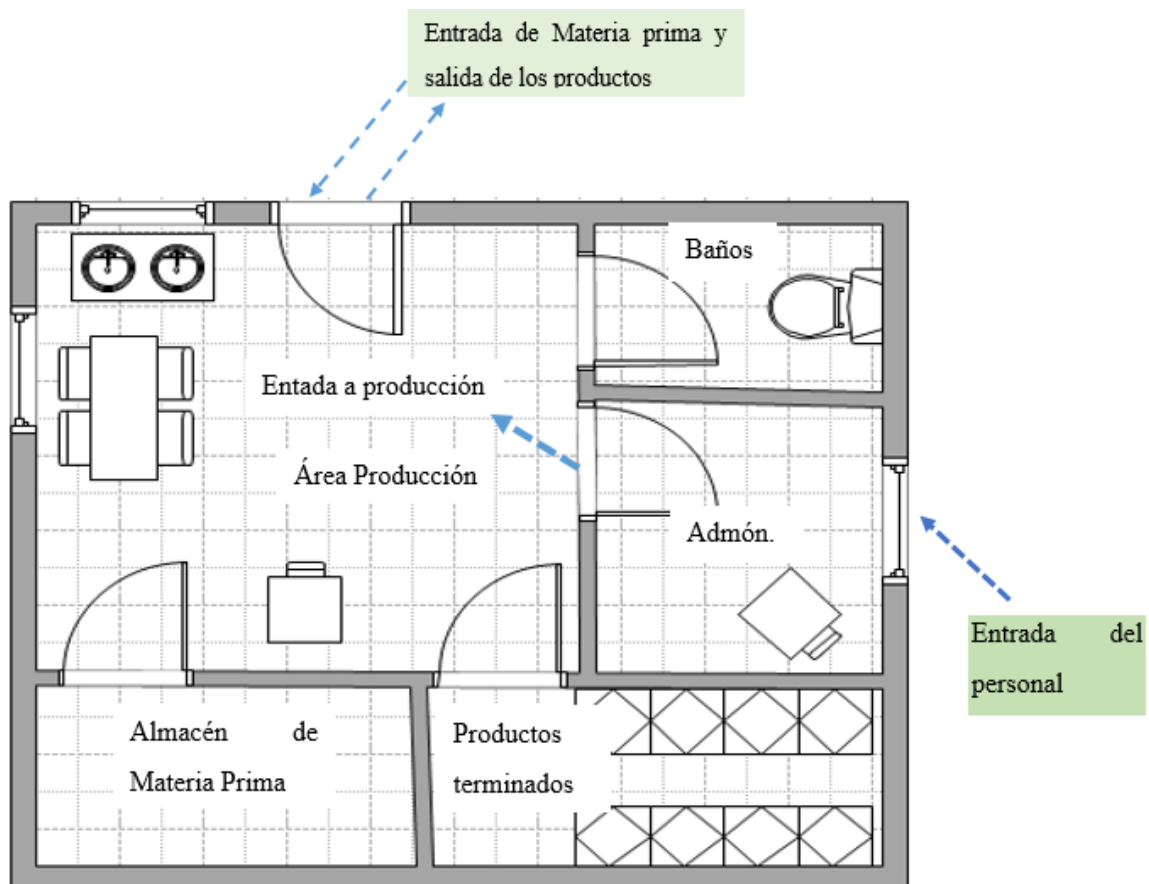 Entrada de Materia prima y
salida de los productos
Baños
Entada a producción
Área Producción
Admón.
Entrada del
personal
Almacén de
Materia Prima
Productos
terminados